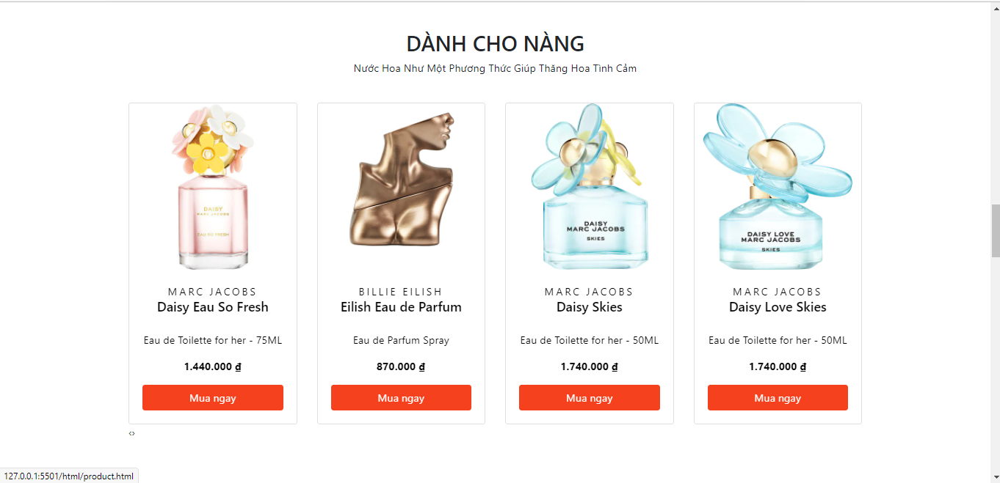 DÀNH CHO NÀNG
Nước Hoa Như Một Phương Thức Giúp Thăng Hoa Tình Cảm
DAISY
MARC JACOBS
EAU SO FRESH
DAISY
MARC JACOBS
SKIES
DAISY LOVE
MARC JACOBS
SKIES
MARC JACOBS
Daisy Eau So Fresh
Eau de Toilette for her - 75ML
1.440.000 ₫
Mua ngay
BILLIE EILISH
Eilish Eau de Parfum
Eau de Parfum Spray
870.000 ₫
Mua ngay
MARC JACOBS
Daisy Skies
Eau de Toilette for her - 50ML
1.740.000 ₫
Mua ngay
MARC JACOBS
Daisy Love Skies
Eau de Toilette for her - 50ML
1.740.000 ₫
Mua ngay
‹›
127.0.0.1:5501/html/product.html